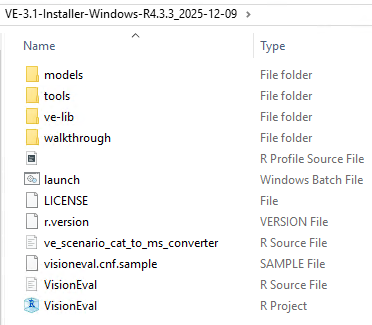 VE-3.1-Installer-Windows-R4.3.3_2025-12-09 >
Name Type
models File folder
tools File folder
ve-lib File folder
walkthrough File folder
R Profile Source File
launch Windows Batch File
LICENSE File
r.version VERSION File
ve_scenario_cat_to_ms_converter R Source File
visioneval.cnf.sample SAMPLE File
VisionEval R Source File
VisionEval R Project